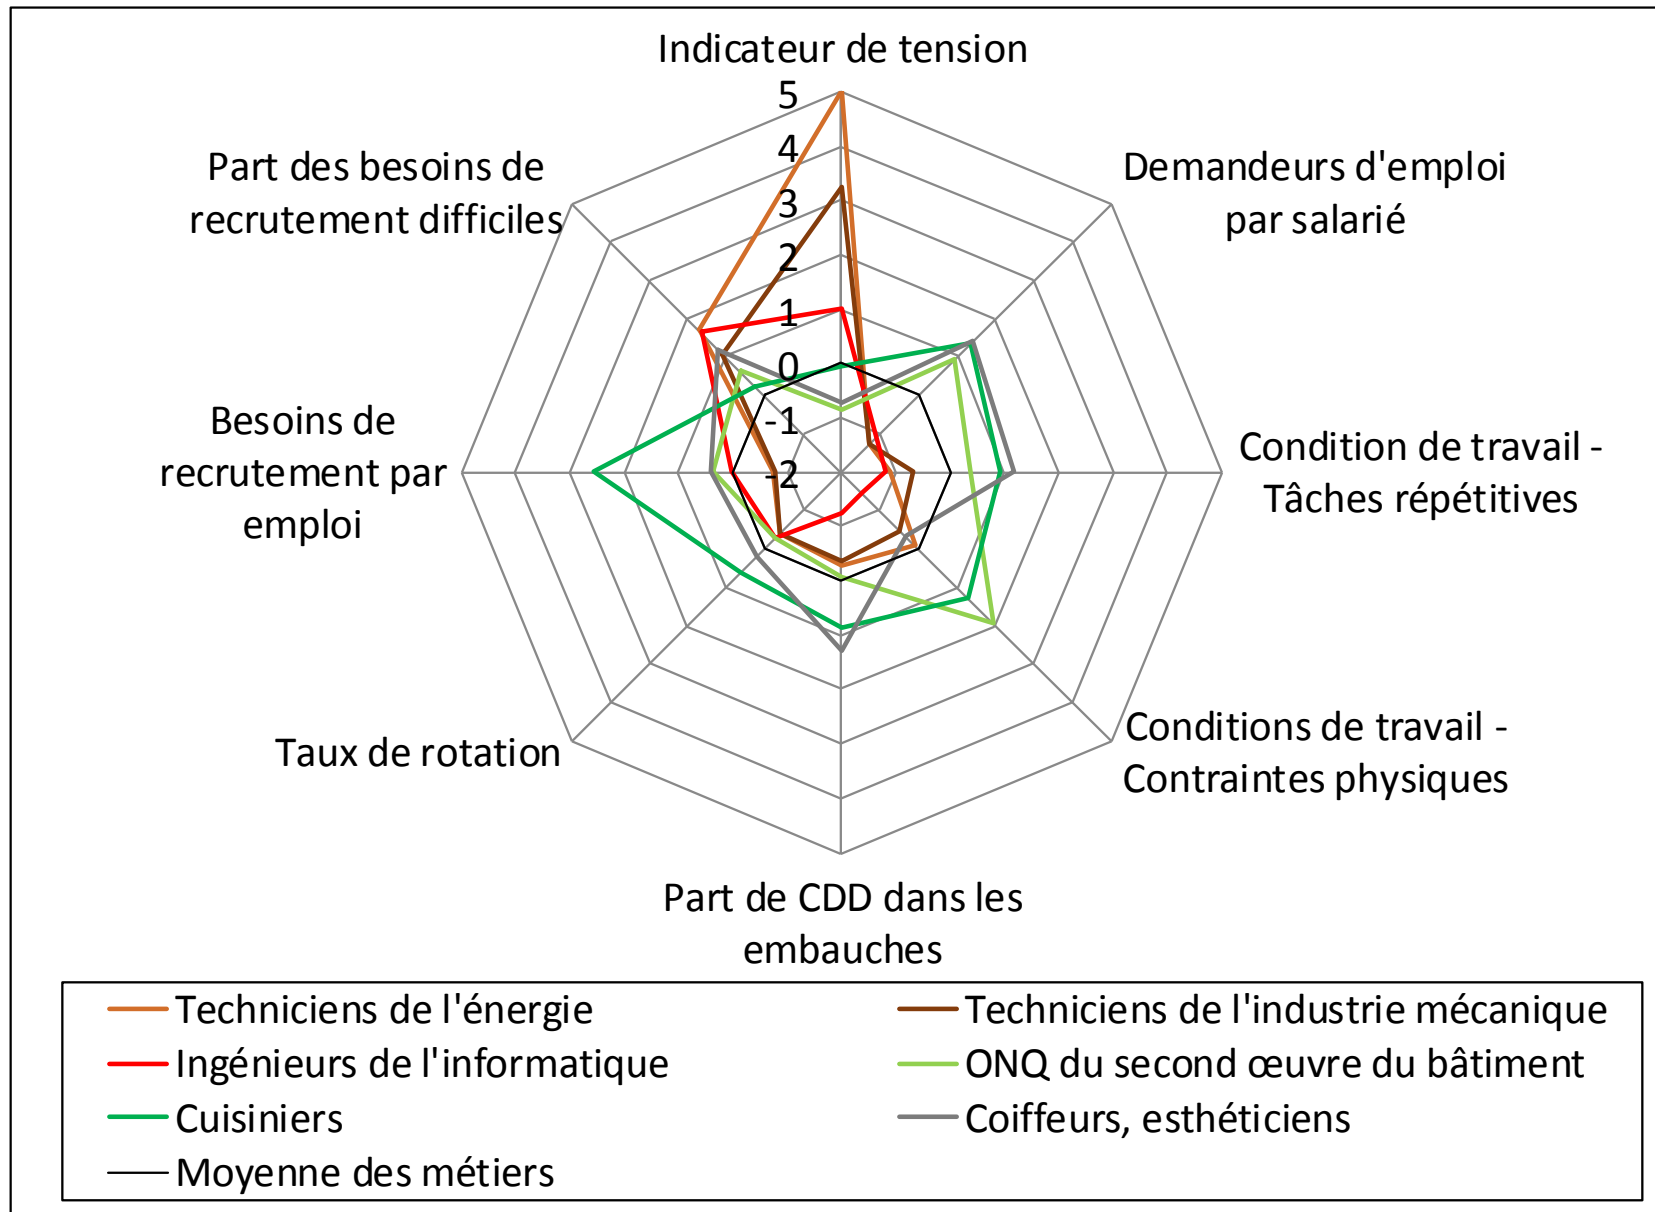 Indicateur de tension
5
4
3
2
1
0
-1
-2
Demandeurs d'emploi
par salarié
Condition de travail -
Tâches répétitives
Conditions de travail -
Contraintes physiques
Part de CDD dans les
embauches
Taux de rotation
Besoins de
recrutement par
emploi
Part des besoins de
recrutement difficiles
Techniciens de l'énergie
Techniciens de l'industrie mécanique
Ingénieurs de l'informatique
ONQ du second œuvre du bâtiment
Cuisiniers
Coiffeurs, esthéticiens
Moyenne des métiers